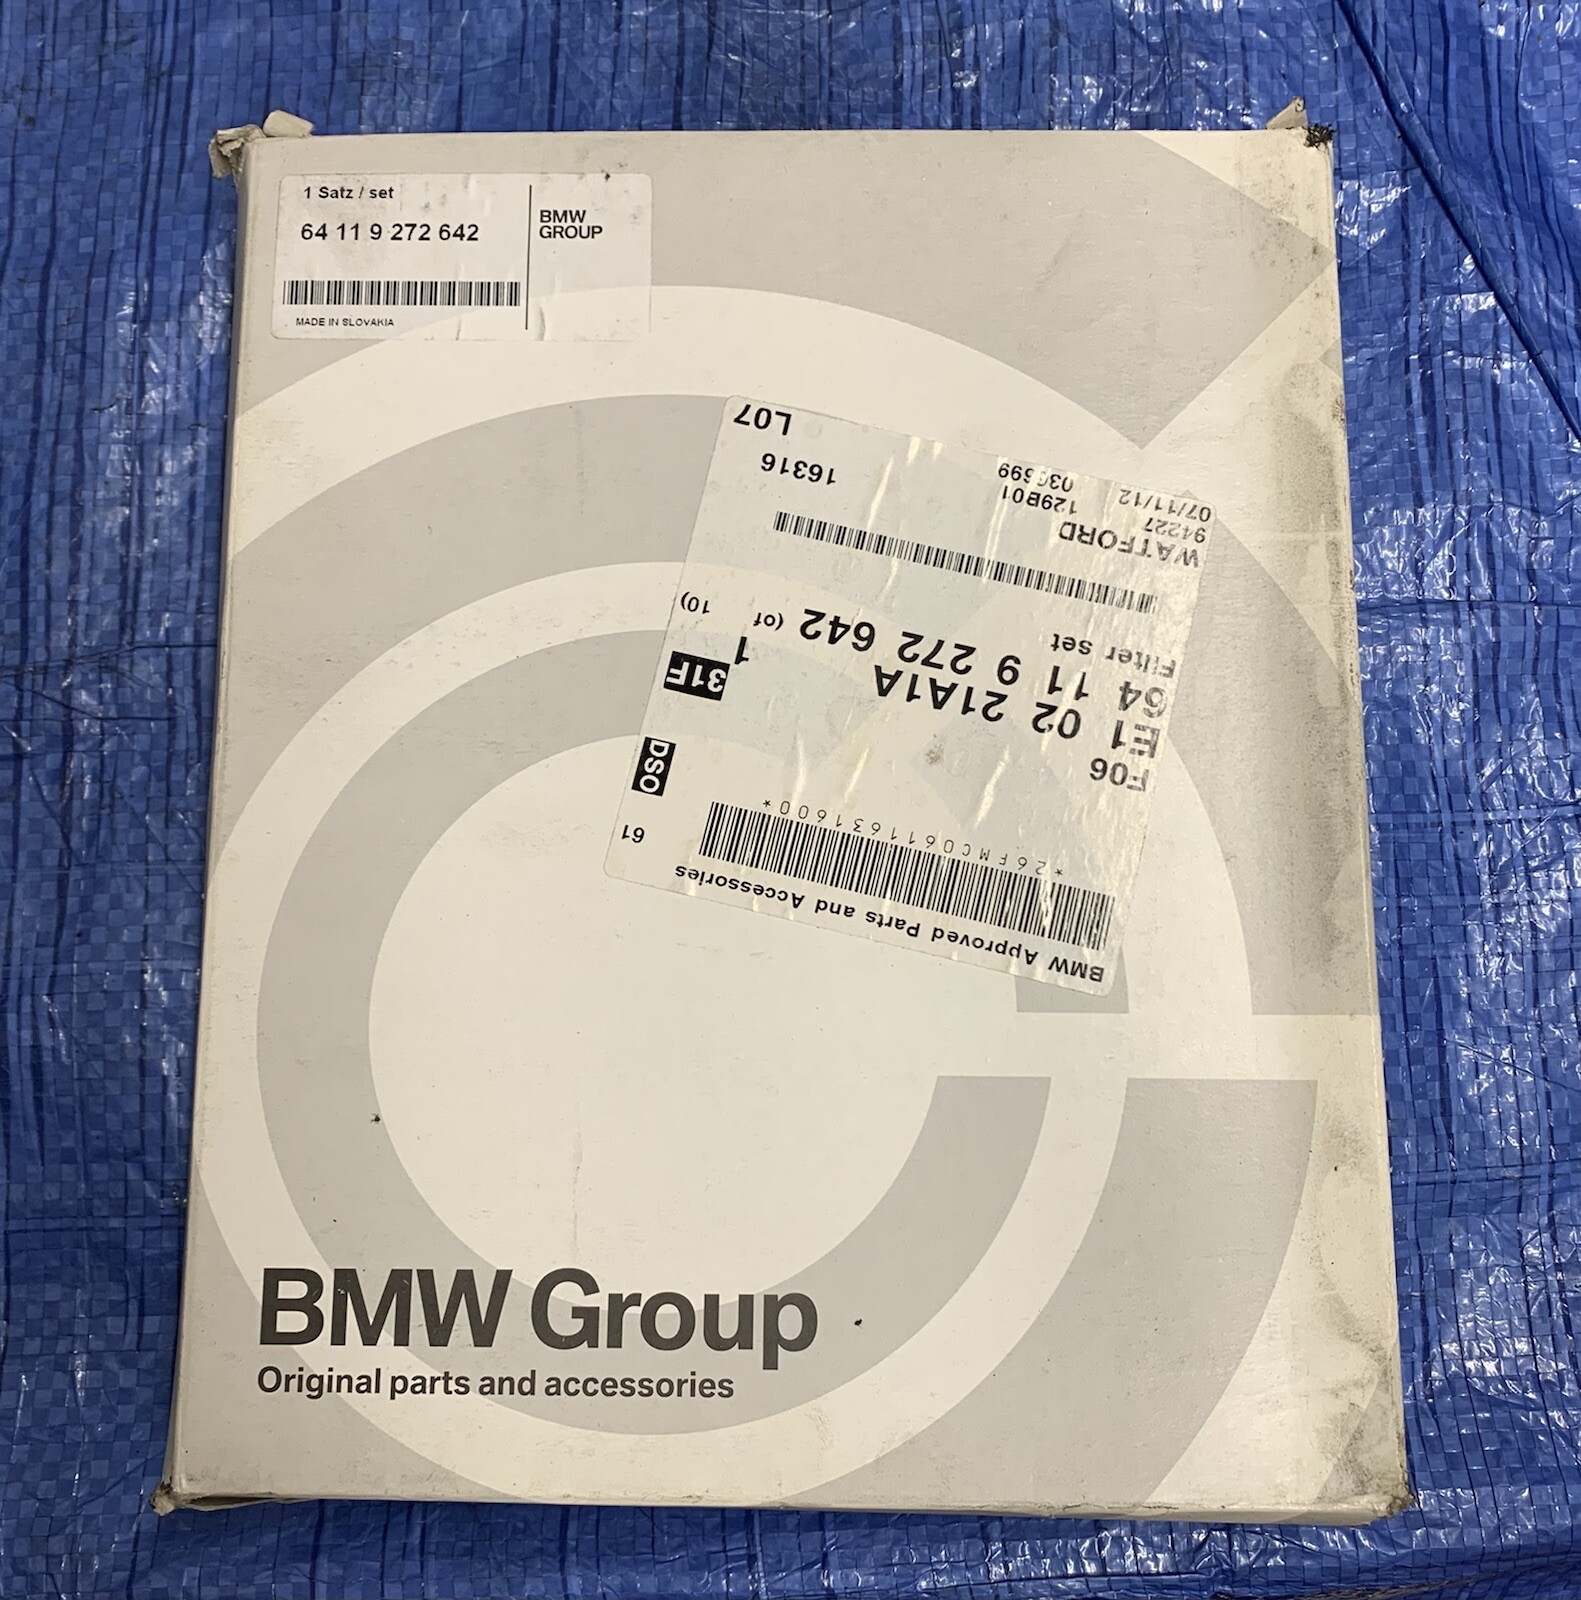 1 Satz / set
64 11 9 272 642
BMW
GROUP
MADE IN SLOVAKIA
BMW Approved Parts and Accessories
*26FMC0611631600*
61
DSO
F06
E1 02 21A1A
31F
64 11 9 272 642 (of 10)
1
Filter set
WATFORD
94227
129B01
07/11/12
16316
L07
BMW Group
Original parts and accessories